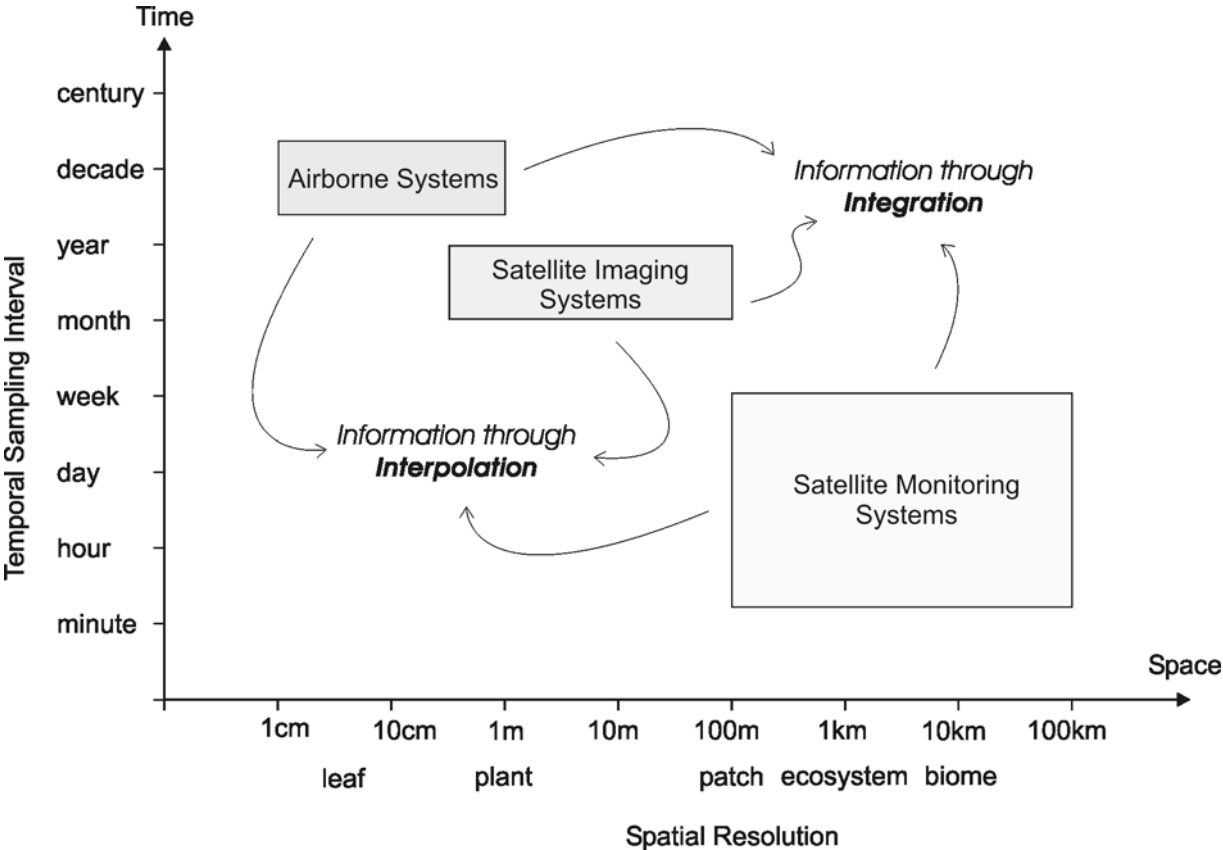 Time
century
decade
year
month
week
day
hour
minute
Temporal Sampling Interval
Airborne Systems
Information through
Integration
Satellite Imaging
Systems
Information through
Interpolation
Satellite Monitoring
Systems
Space
1cm 10cm 1m 10m 100m 1km 10km 100km
leaf plant patch ecosystem biome
Spatial Resolution